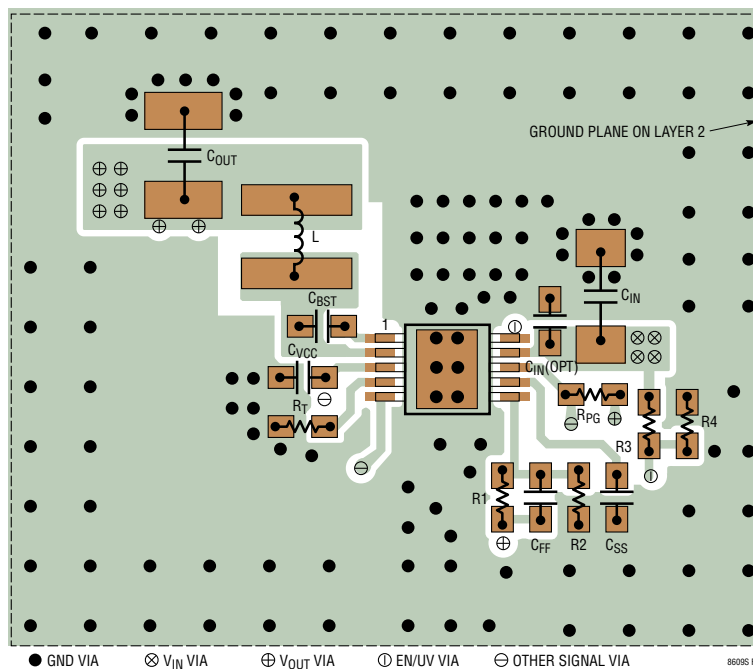 GROUND PLANE ON LAYER 2
COUT
L
CBST
1
CIN
CVCC
CIN(OPT)
RT
RPG
R3
R4
R1
CFF
R2
CSS
GND VIA
VIN VIA
VOUT VIA
EN/UV VIA
OTHER SIGNAL VIA